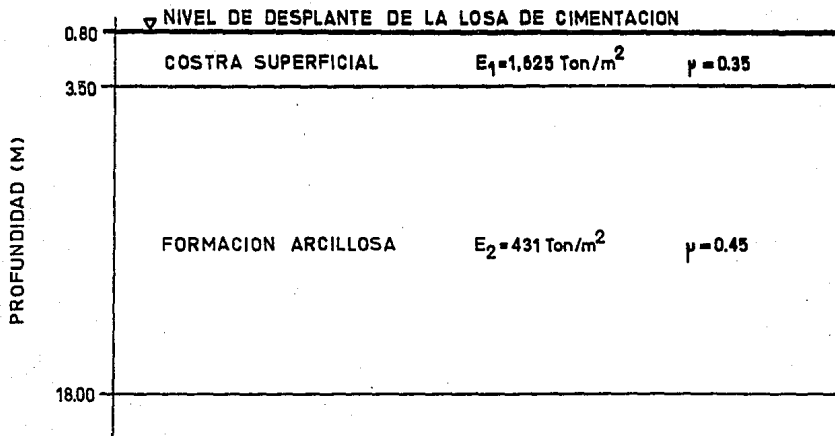 NIVEL DE DESPLANTE DE LA LOSA DE CIMENTACION
0.80
COSTRA SUPERFICIAL E₁=1,625 Ton/m² μ=0.35
3.50
PROFUNDIDAD (M)
FORMACION ARCILLOSA E₂=431 Ton/m² μ=0.45
18.00